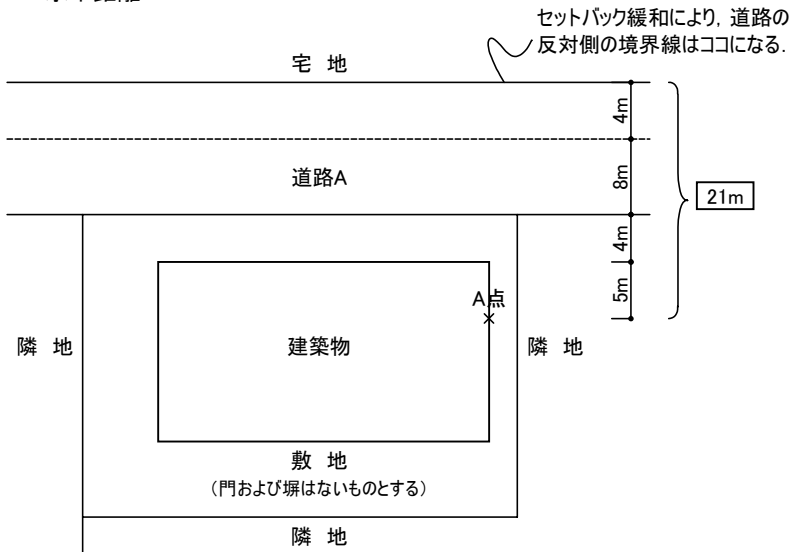 セットバック緩和により，道路の
反対側の境界線はココになる．
宅 地
4m
道路A
8m
21m
4m
A点
5m
隣 地
建築物
隣 地
敷 地
（門および塀はないものとする）
隣 地